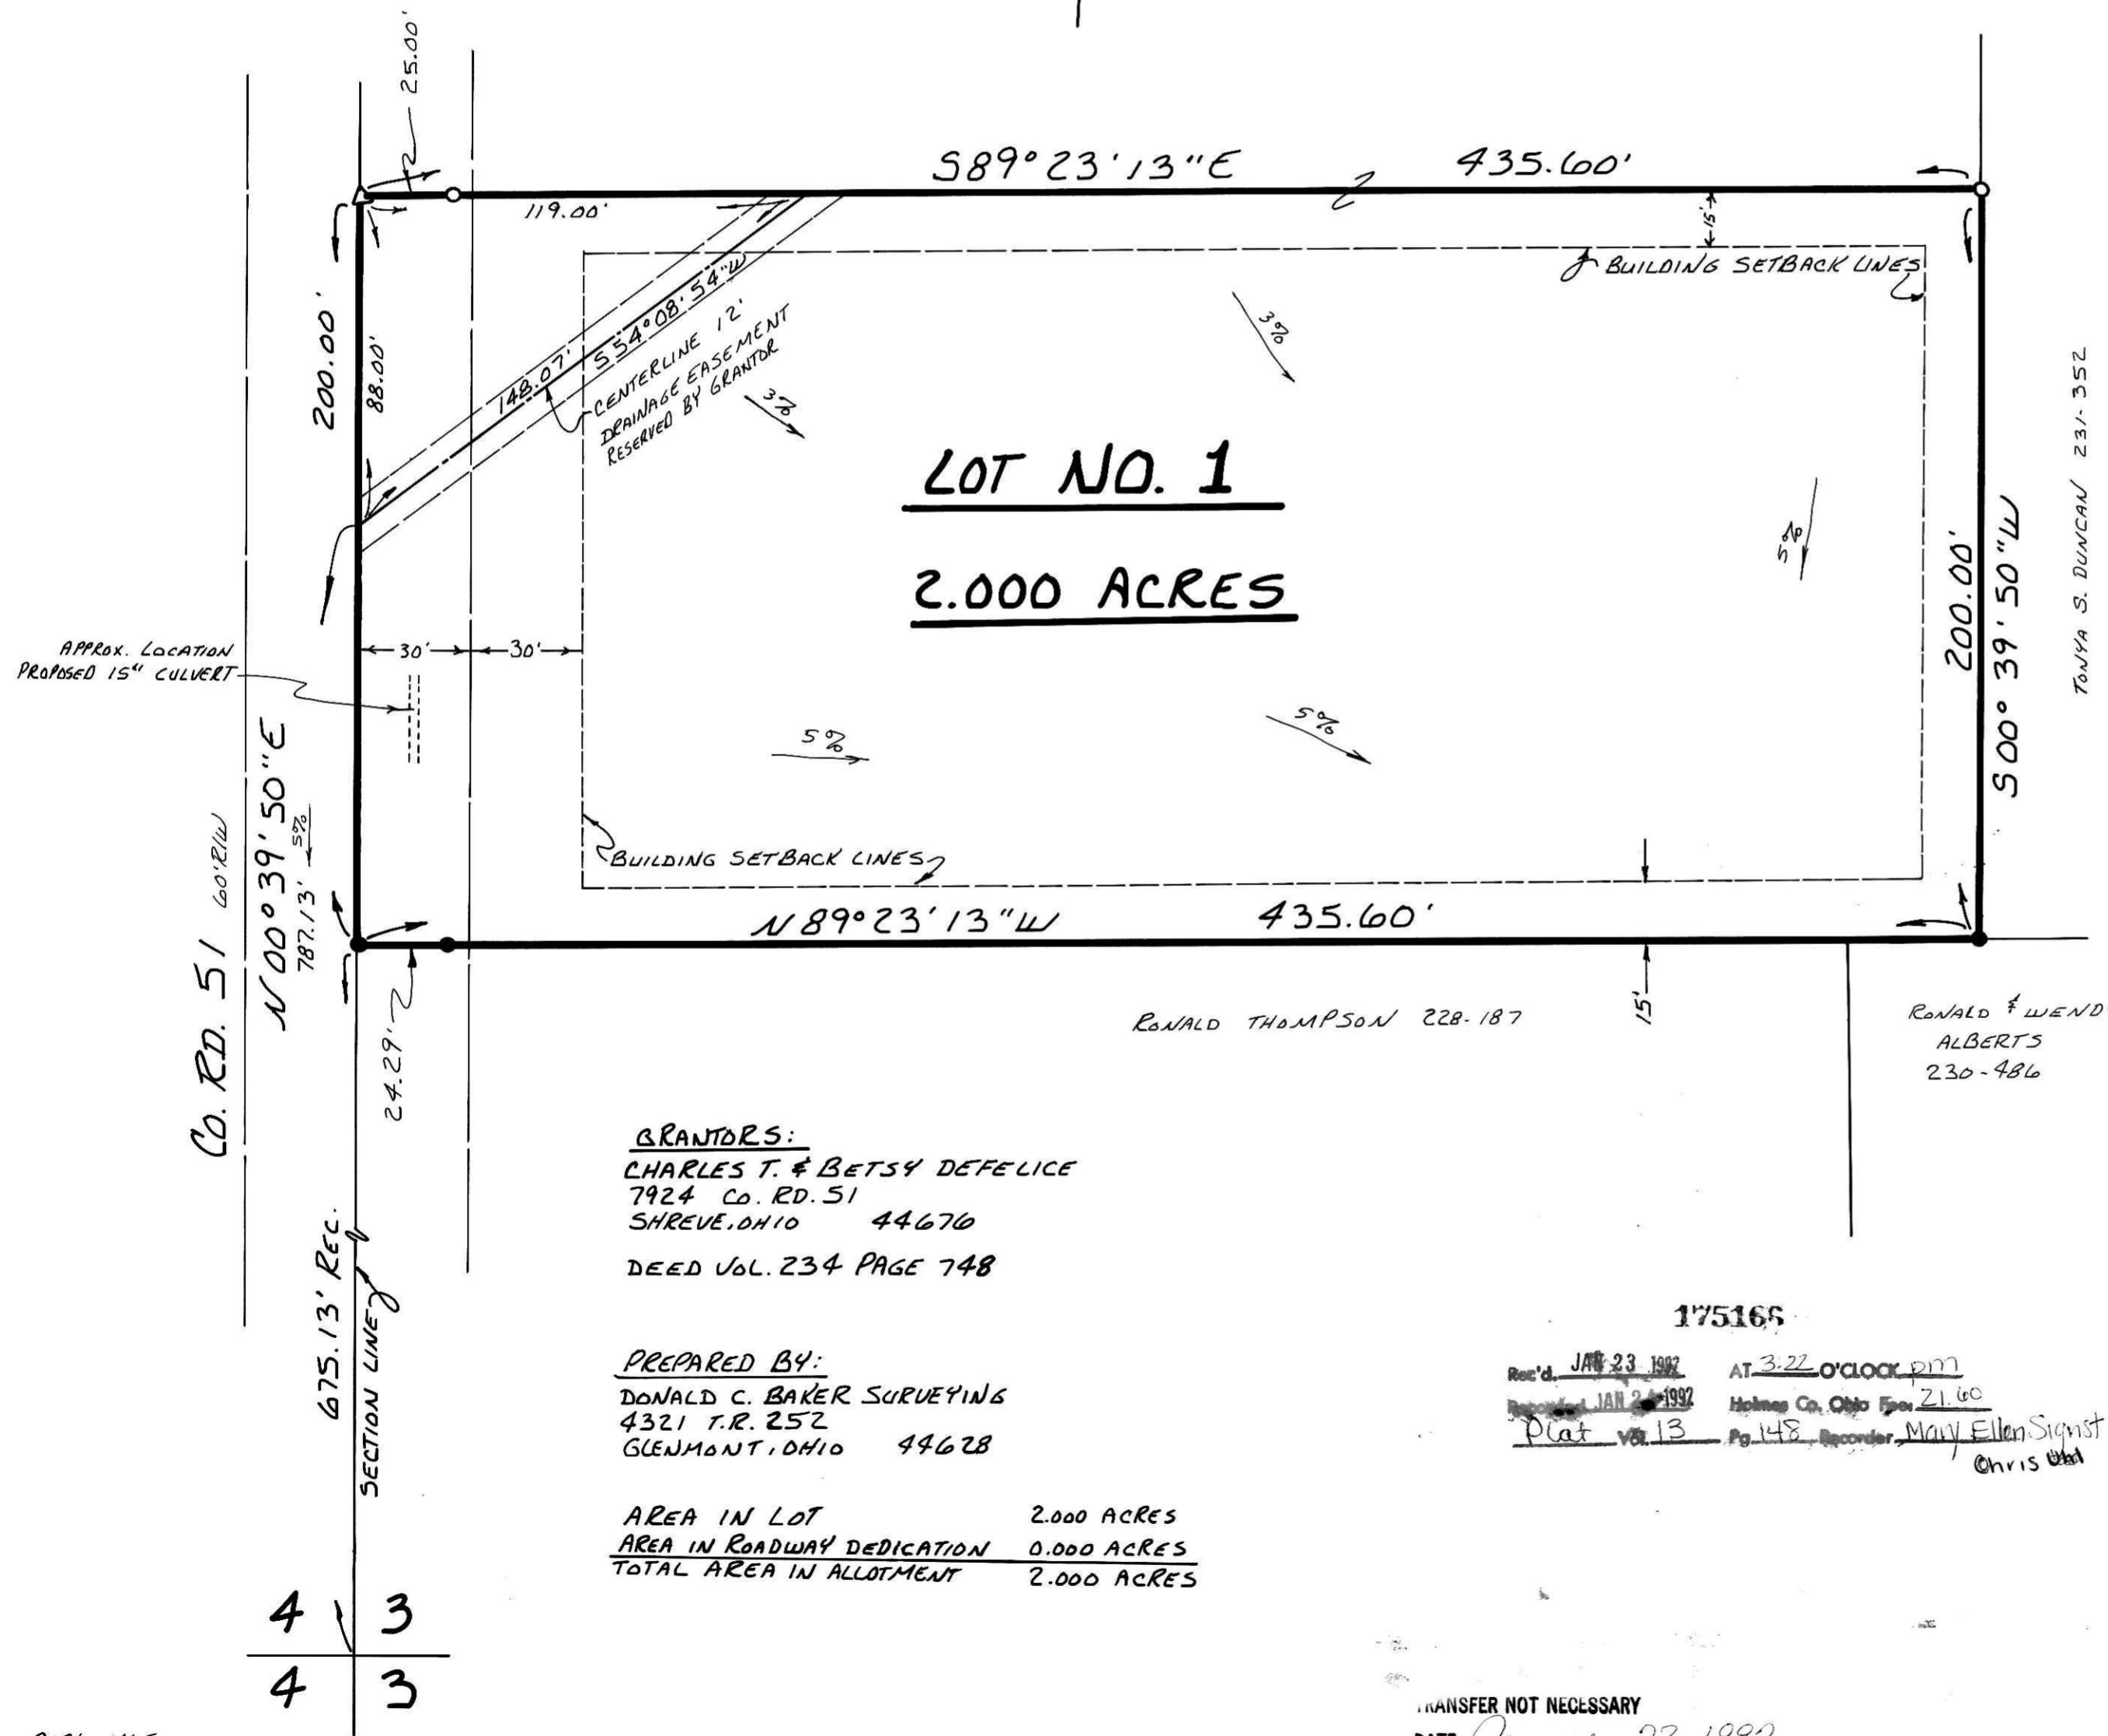 25.00'
S89°23'13"E 435.60'
119.00'
15'
BUILDING SETBACK LINES
200.00'
88.00'
148.07' S54°08'54"W
CENTERLINE 12'
DRAINAGE EASEMENT
RESERVED BY GRANTOR
3%
3%
LOT NO. 1
2.000 ACRES
5%
200.00'
S00°39'50"W
TONYA S. DUNCAN 231-352
30' 30'
APPROX. LOCATION
PROPOSED 15" CULVERT
5%
5%
CO. RD. 51 60' R/W
N00°39'50"E
787.13' 5%
BUILDING SETBACK LINES
N89°23'13"W 435.60'
24.29'
15'
RONALD THOMPSON 228-187
RONALD & WEND
ALBERTS
230-486
GRANTORS:
CHARLES T. & BETSY DEFELICE
7924 CO. RD. 51
SHREVE, OHIO 44676
DEED VOL. 234 PAGE 748
675.13' REC.
SECTION LINE
PREPARED BY:
DONALD C. BAKER SURVEYING
4321 T.R. 252
GLENMONT, OHIO 44628
175166
Rec'd. JAN 23 1992 AT 3:22 O'CLOCK pm
Recorded JAN 1992 Holmes Co. Ohio Fee: 21.60
Plat Vol. 13 Pg. 148 Recorder Mary Ellen Signst
Chris
AREA IN LOT 2.000 ACRES
AREA IN ROADWAY DEDICATION 0.000 ACRES
TOTAL AREA IN ALLOTMENT 2.000 ACRES
4 3
4 3
TRANSFER NOT NECESSARY